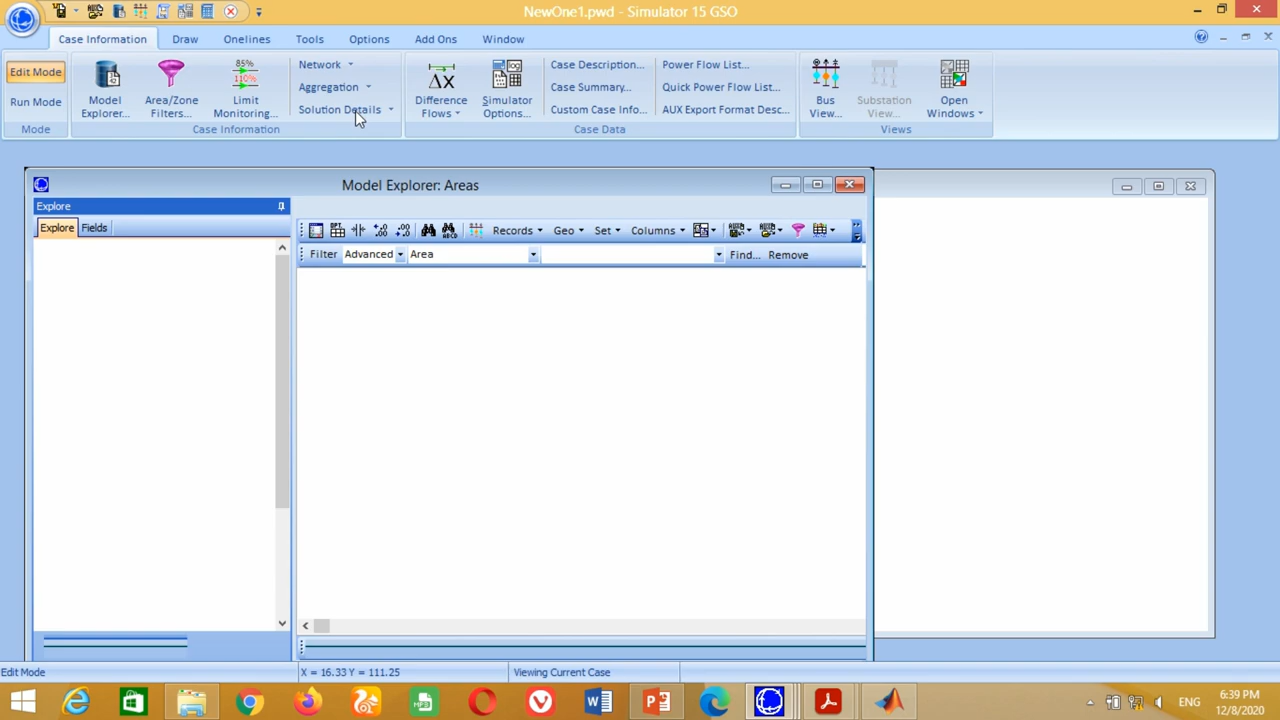 NewOne1.pwd - Simulator 15 GSO
Case Information Draw Onelines Tools Options Add Ons Window
Edit Mode
Run Mode
Mode
Model Explorer...
Area/Zone Filters...
85%
110%
Limit Monitoring...
Network
Aggregation
Solution Details
Case Information
ΔX
Difference Flows
Simulator Options...
Case Description...
Case Summary...
Custom Case Info...
Power Flow List...
Quick Power Flow List...
AUX Export Format Desc...
Case Data
Bus View...
Substation View...
Open Windows
Views
Model Explorer: Areas
Explore
Explore Fields
Records Geo Set Columns
Filter Advanced Area Find... Remove
Edit Mode X = 16.33 Y = 111.25 Viewing Current Case
ENG
6:39 PM
12/8/2020